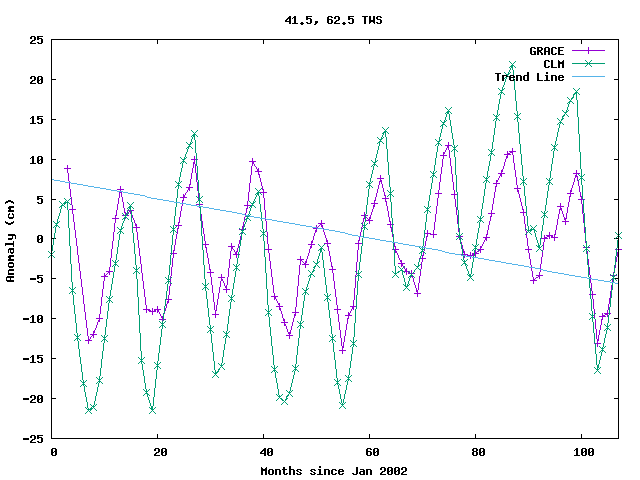 41.5, 62.5 TWS
GRACE
CLM
Trend Line
Anomaly (cm)
25
20
15
10
5
0
-5
-10
-15
-20
-25
0 20 40 60 80 100
Months since Jan 2002